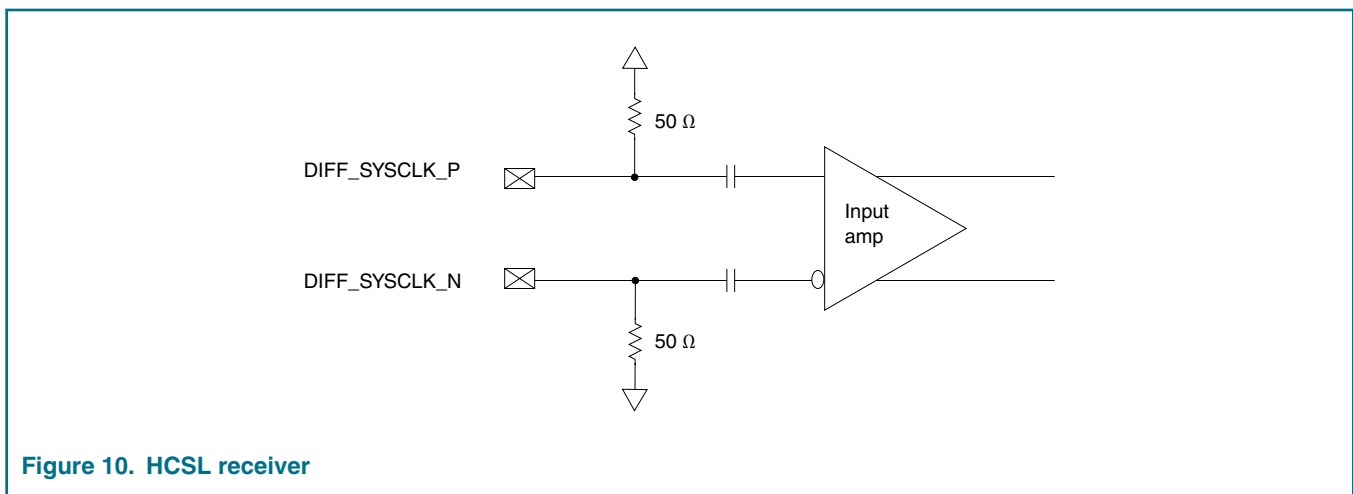 50 Ω
DIFF_SYSCLK_P
Input
amp
DIFF_SYSCLK_N
50 Ω
Figure 10. HCSL receiver